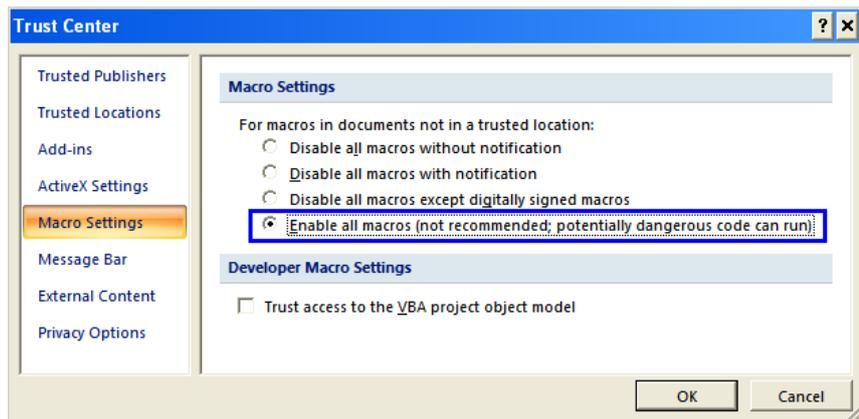 Trust Center
Trusted Publishers
Trusted Locations
Add-ins
ActiveX Settings
Macro Settings
Message Bar
External Content
Privacy Options
Macro Settings
For macros in documents not in a trusted location:
Disable all macros without notification
Disable all macros with notification
Disable all macros except digitally signed macros
Enable all macros (not recommended; potentially dangerous code can run)
Developer Macro Settings
Trust access to the VBA project object model
OK Cancel